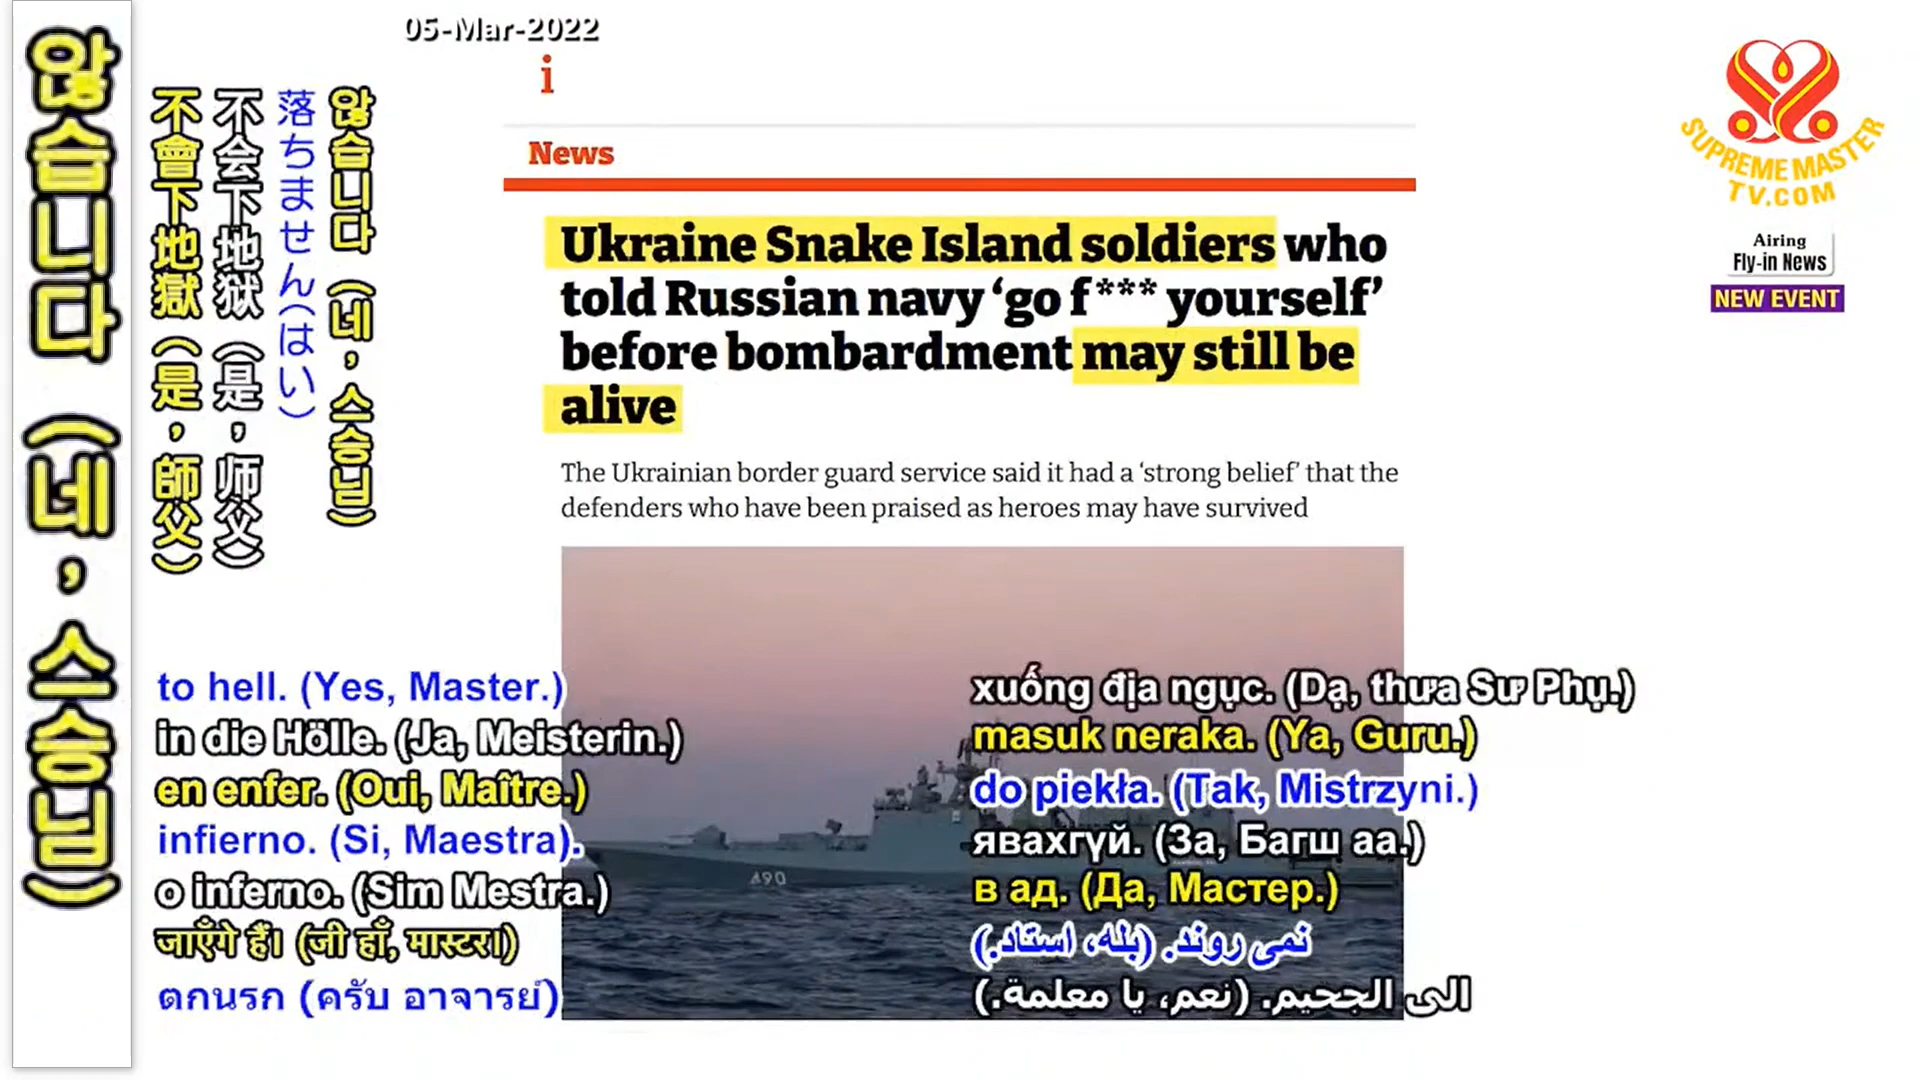 05-Mar-2022
i
News
Ukraine Snake Island soldiers who
told Russian navy ‘go f*** yourself’
before bombardment may still be
alive
The Ukrainian border guard service said it had a ‘strong belief’ that the
defenders who have been praised as heroes may have survived
490
SUPREME MASTER
TV.COM
Airing
Fly-in News
NEW EVENT
않습니다 (네, 스승님)
不會下地獄 (是, 師父)
不会下地狱 (是, 师父)
落ちません(はい)
않습니다 (네, 스승님)
to hell. (Yes, Master.)
in die Hölle. (Ja, Meisterin.)
en enfer. (Oui, Maître.)
infierno. (Si, Maestra).
o inferno. (Sim Mestra.)
जाएँगे हैं। (जी हाँ, मास्टर।)
ตกนรก (ครับ อาจารย์)
xuống địa ngục. (Dạ, thưa Sư Phụ.)
masuk neraka. (Ya, Guru.)
do piekła. (Tak, Mistrzyni.)
явахгүй. (За, Багш аа.)
в ад. (Да, Мастер.)
نمی روند. (بله، استاد.)
الى الجحيم. (نعم، يا معلمة.)